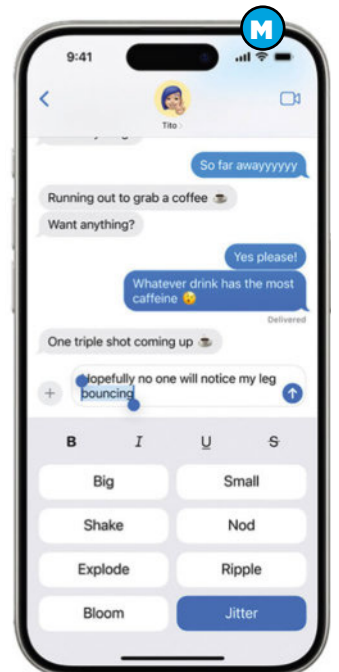 M
9:41
Tito
So far awayyyyyy
Running out to grab a coffee ☕
Want anything?
Yes please!
Whatever drink has the most
caffeine 😯
Delivered
One triple shot coming up ☕
Hopefully no one will notice my leg
bouncing
B I U S
Big Small
Shake Nod
Explode Ripple
Bloom Jitter